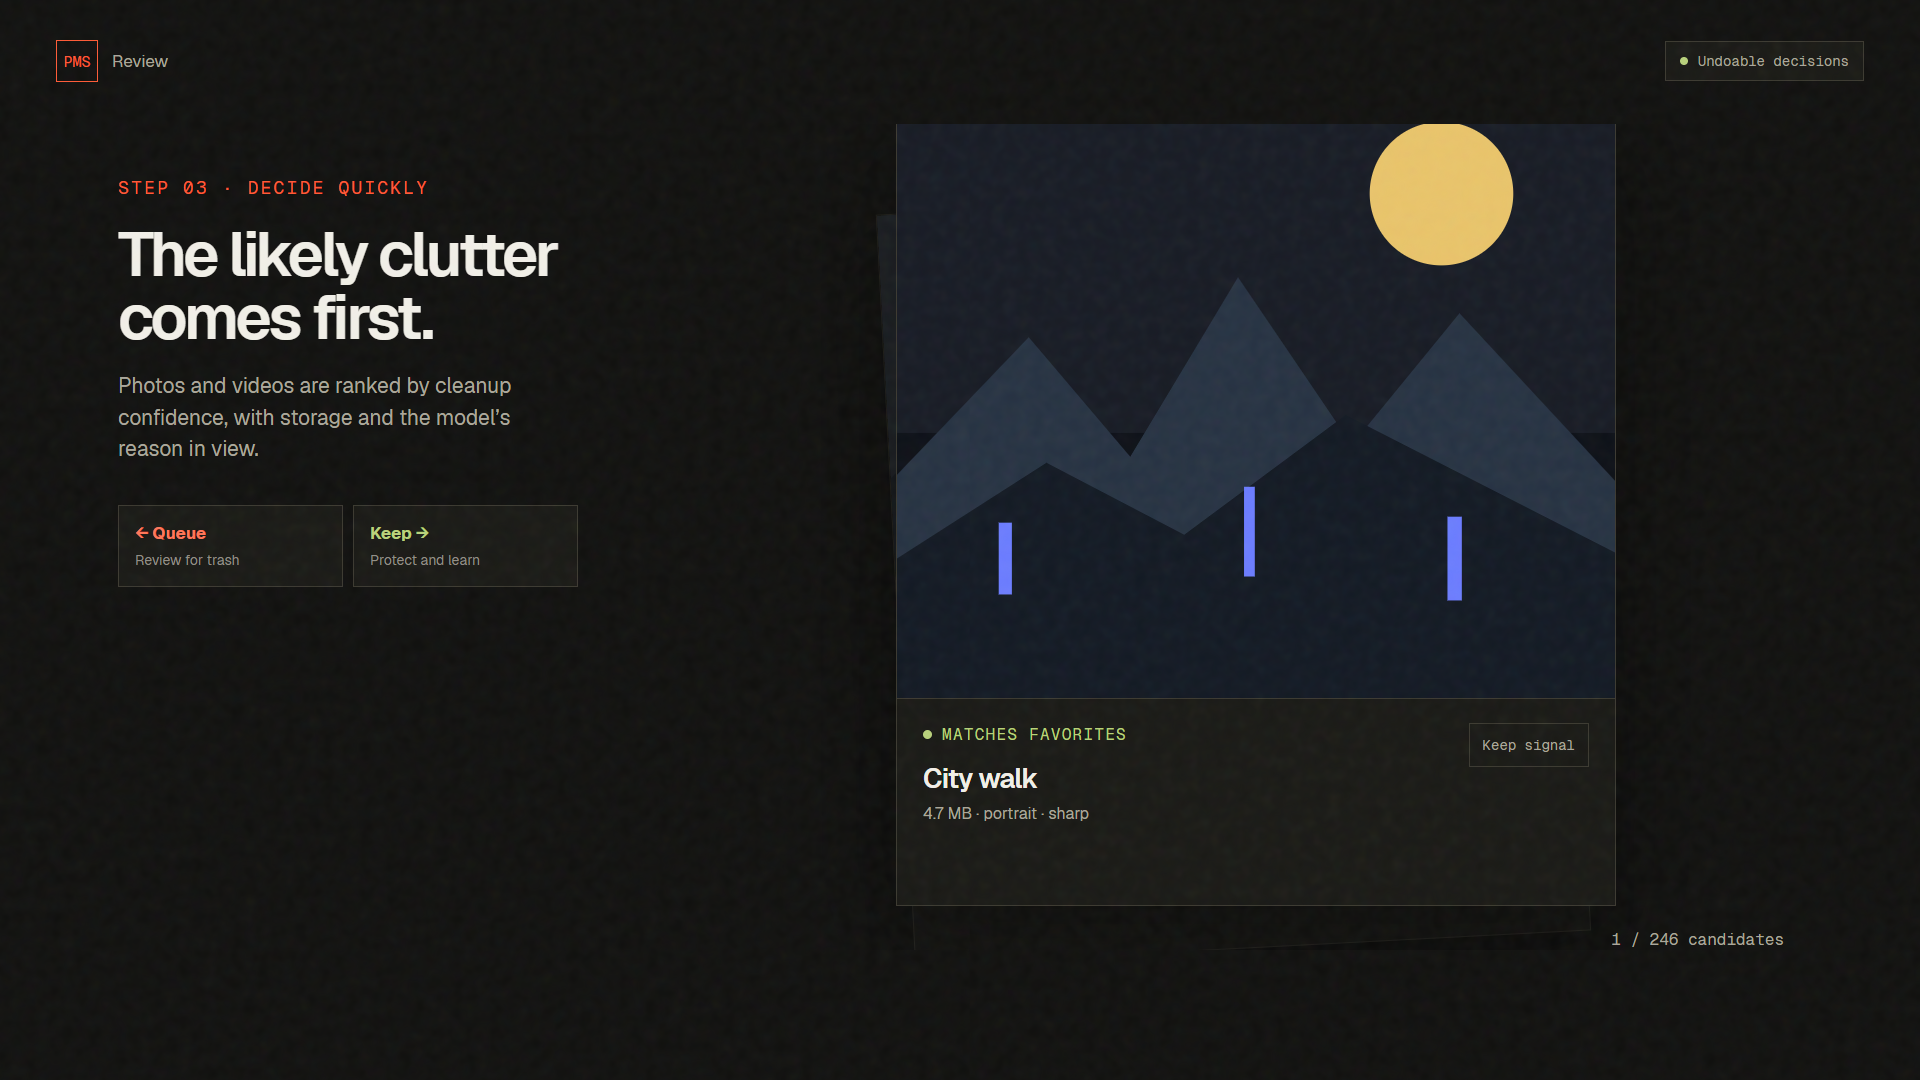 PMS
Review
Undoable decisions
STEP 03 · DECIDE QUICKLY
The likely clutter
comes first.
Photos and videos are ranked by cleanup
confidence, with storage and the model’s
reason in view.
← Queue
Review for trash
Keep →
Protect and learn
MATCHES FAVORITES
Keep signal
City walk
4.7 MB · portrait · sharp
1 / 246 candidates